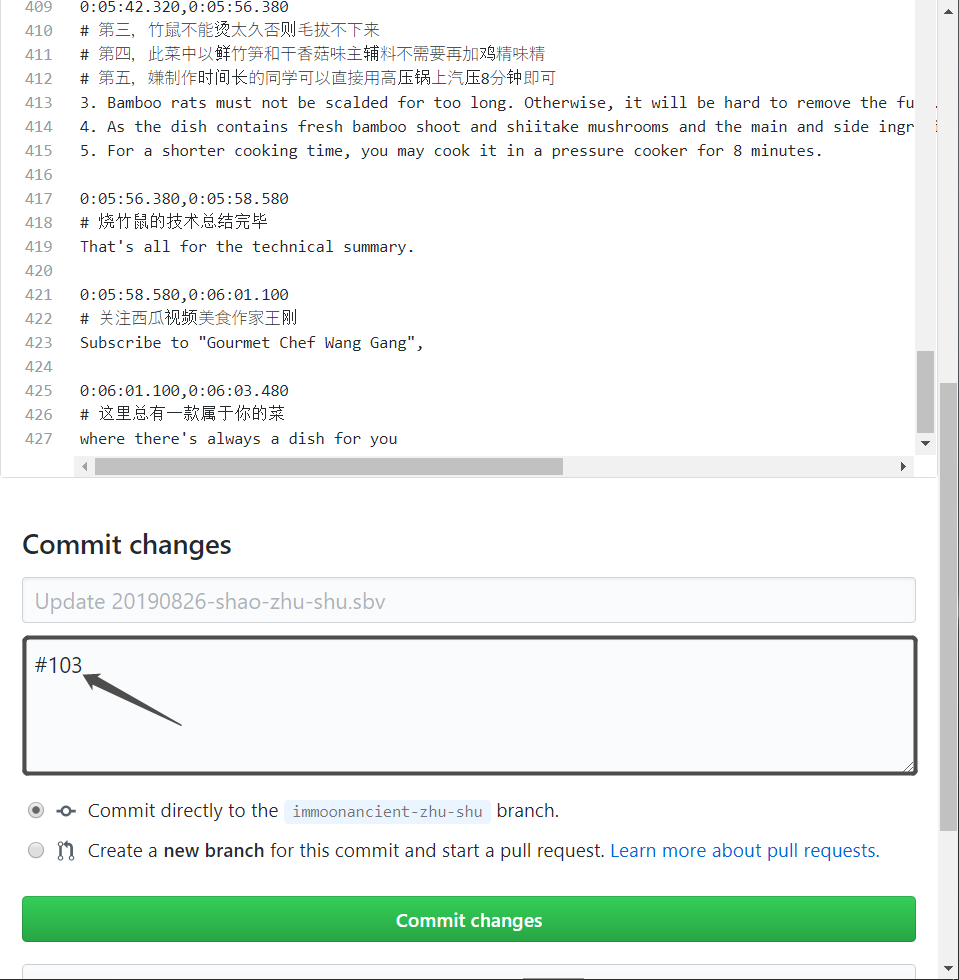 409 0:05:42.320,0:05:56.380
410 # 第三，竹鼠不能烫太久否则毛拔不下来
411 # 第四，此菜中以鲜竹笋和干香菇味主辅料不需要再加鸡精味精
412 # 第五，嫌制作时间长的同学可以直接用高压锅上汽压8分钟即可
413 3. Bamboo rats must not be scalded for too long. Otherwise, it will be hard to remove the fu
414 4. As the dish contains fresh bamboo shoot and shiitake mushrooms and the main and side ingr
415 5. For a shorter cooking time, you may cook it in a pressure cooker for 8 minutes.
416
417 0:05:56.380,0:05:58.580
418 # 烧竹鼠的技术总结完毕
419 That's all for the technical summary.
420
421 0:05:58.580,0:06:01.100
422 # 关注西瓜视频美食作家王刚
423 Subscribe to "Gourmet Chef Wang Gang",
424
425 0:06:01.100,0:06:03.480
426 # 这里总有一款属于你的菜
427 where there's always a dish for you
Commit changes
Update 20190826-shao-zhu-shu.sbv
#103
Commit directly to the immoonancient-zhu-shu branch.
Create a new branch for this commit and start a pull request. Learn more about pull requests.
Commit changes